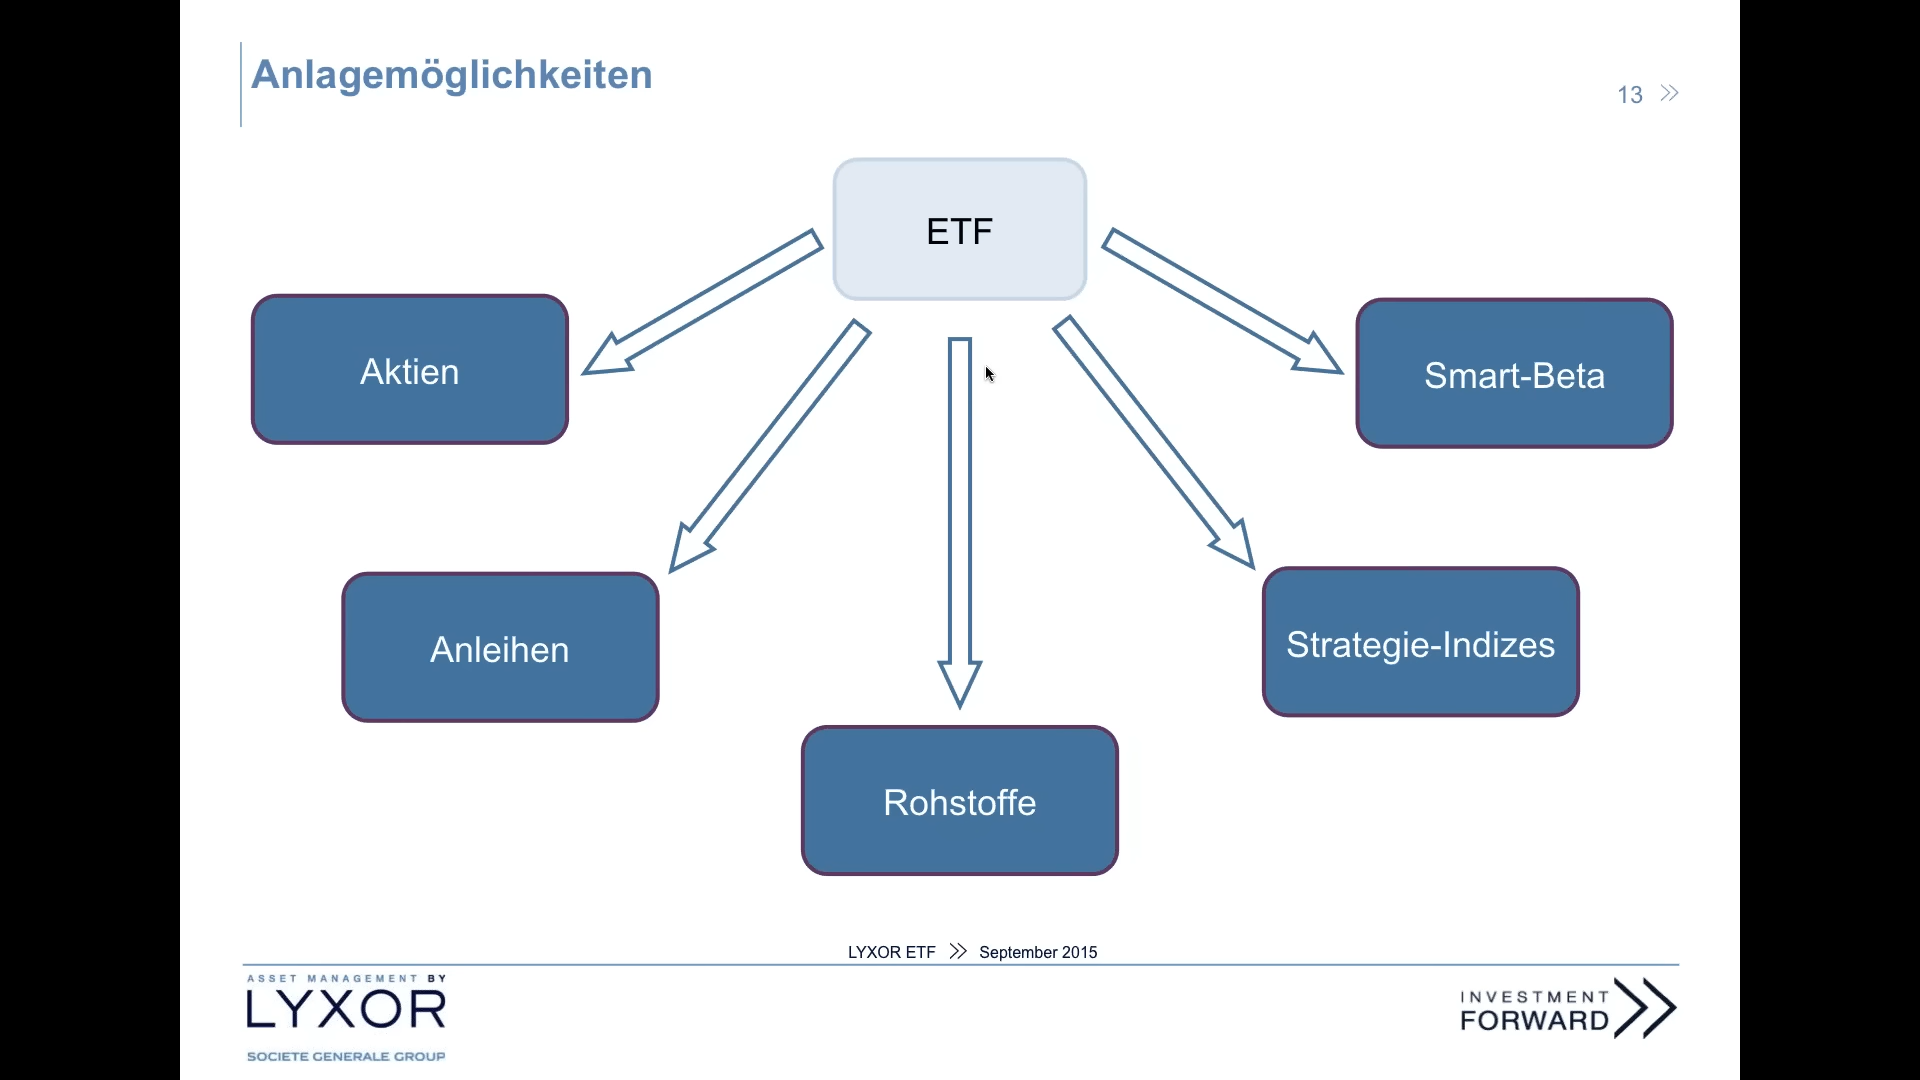 Anlagemöglichkeiten
13
ETF
Aktien
Smart-Beta
Anleihen
Strategie-Indizes
Rohstoffe
LYXOR ETF September 2015
ASSET MANAGEMENT BY
LYXOR
SOCIETE GENERALE GROUP
INVESTMENT
FORWARD